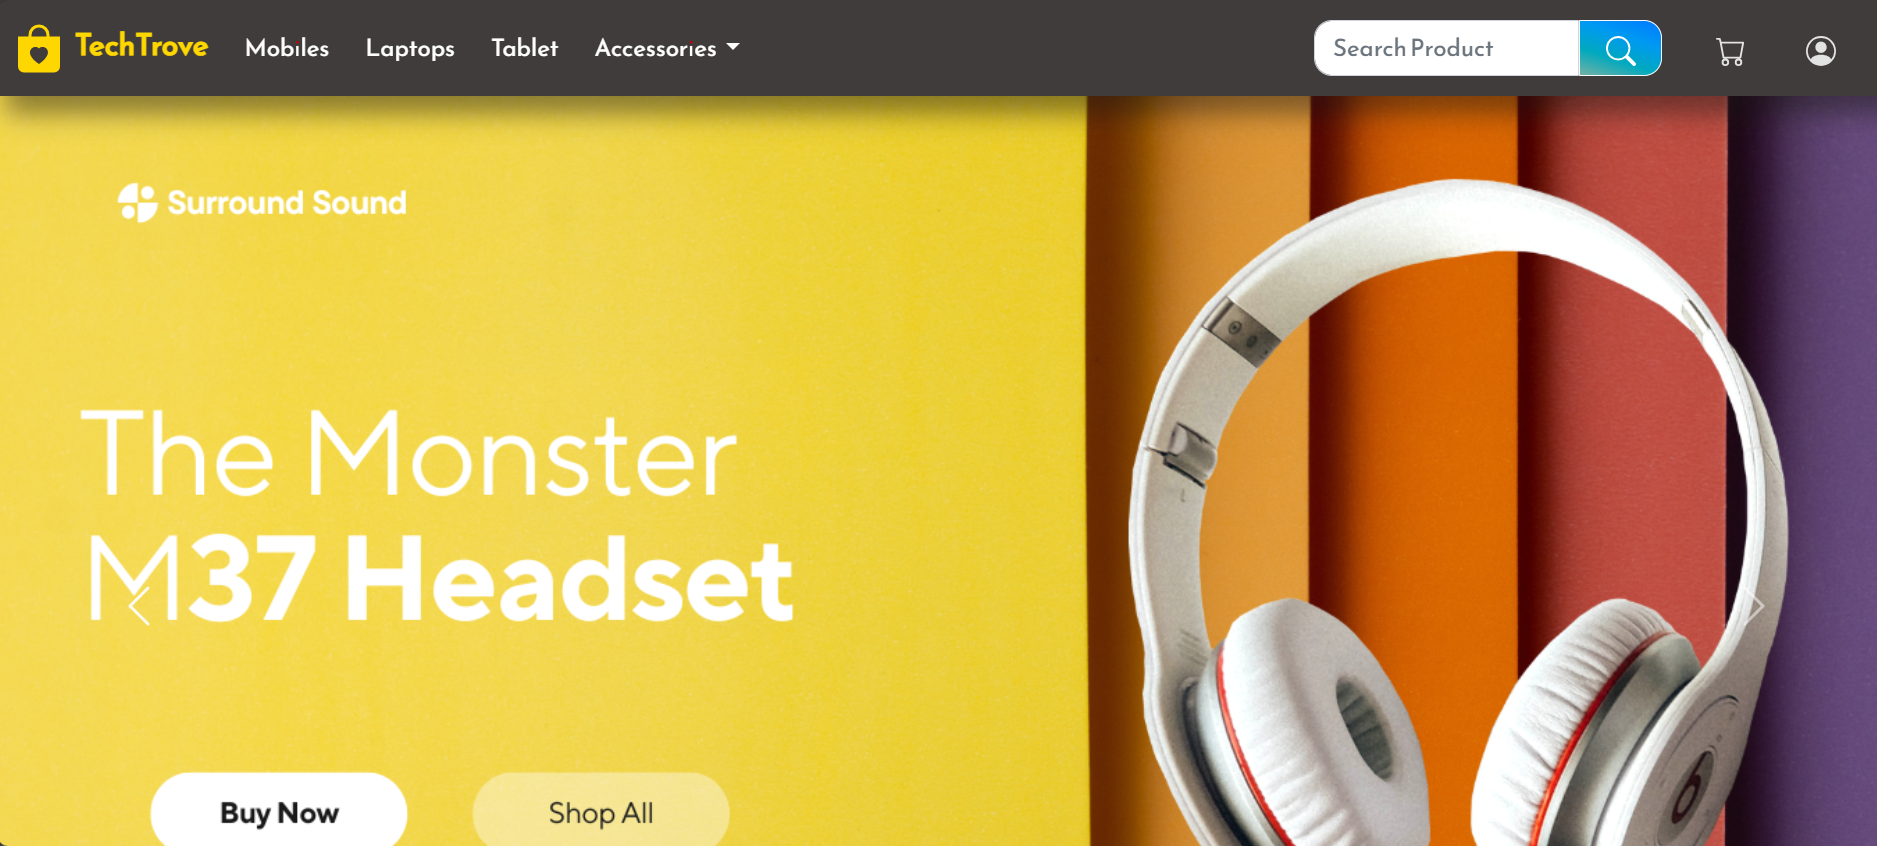 TechTrove Mobiles Laptops Tablet Accessories Search Product
Surround Sound
The Monster
M37 Headset
Buy Now Shop All